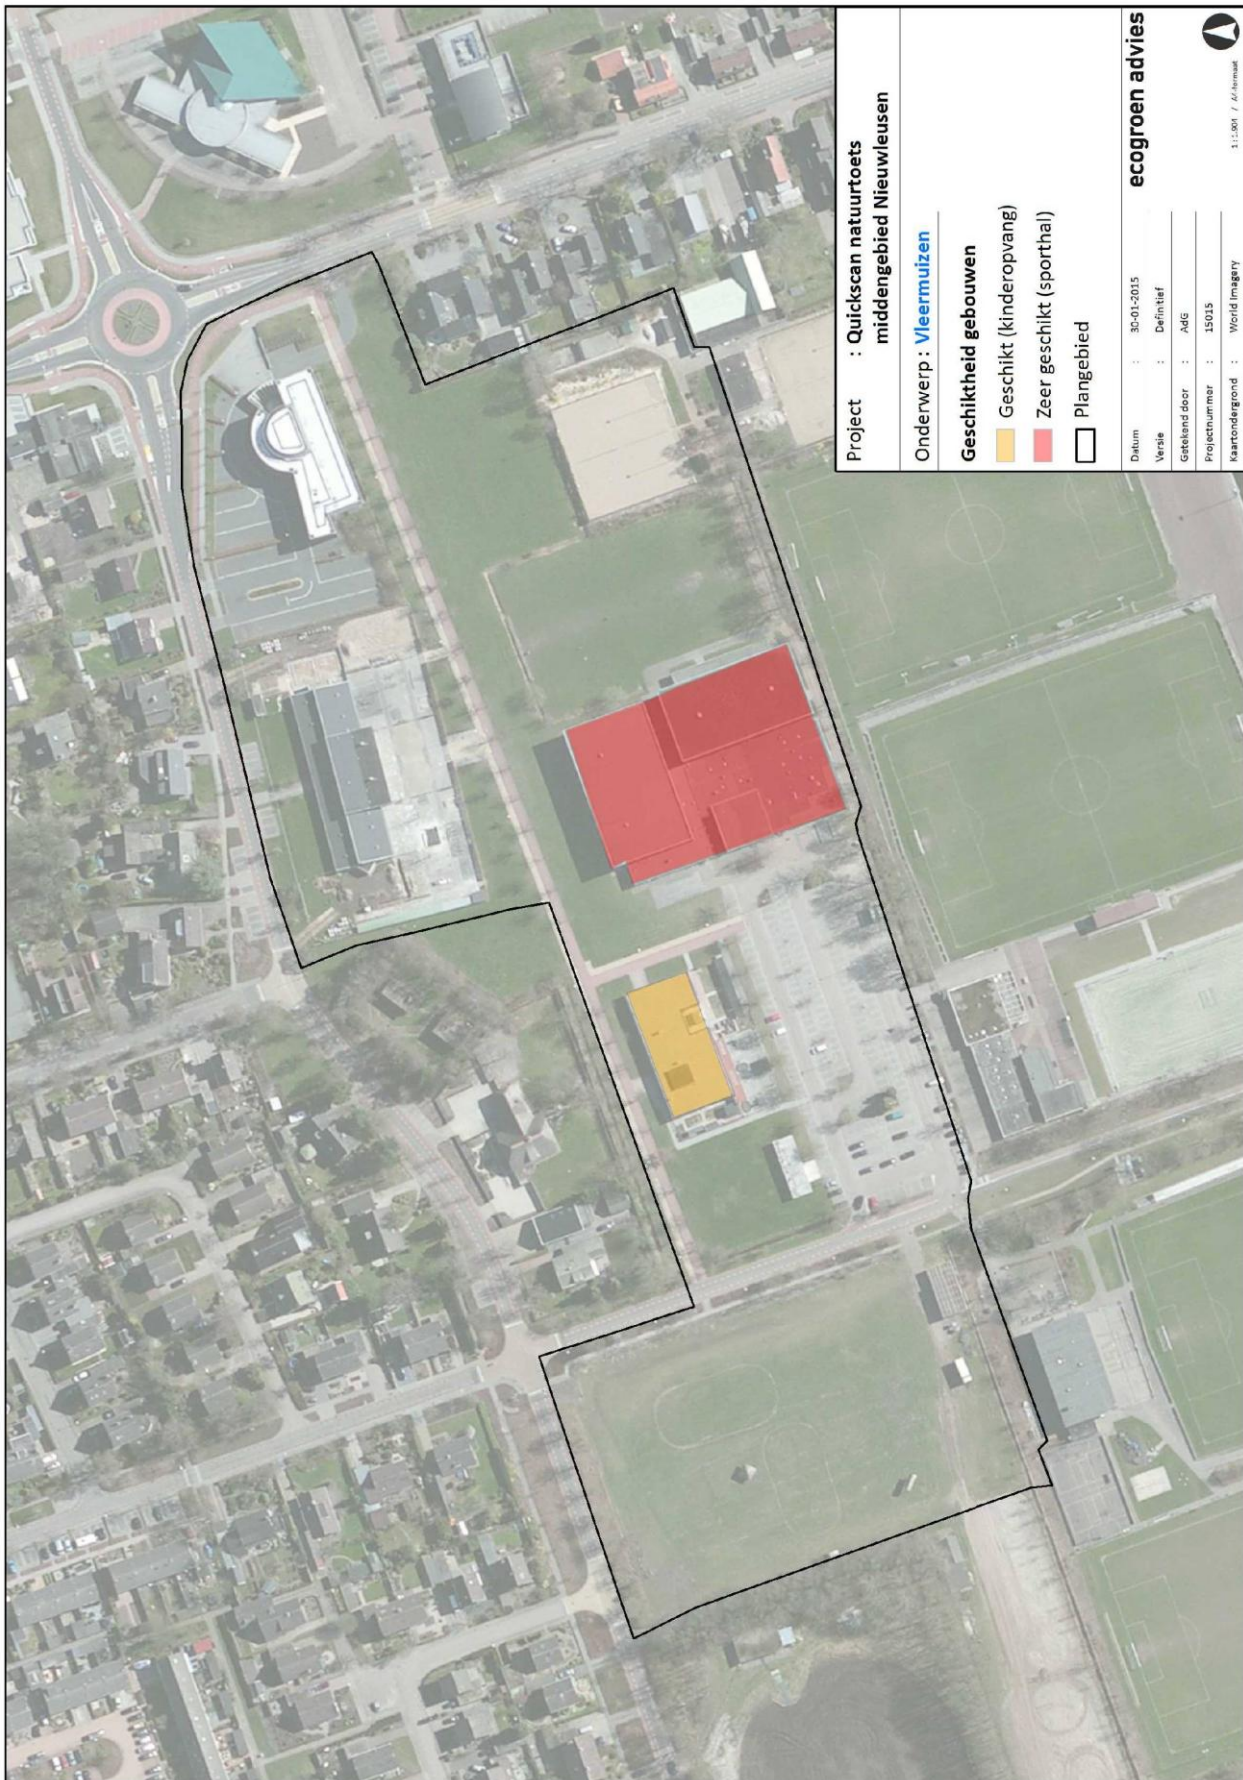 Project : Quickscan natuurtoets
middengebied Nieuwleusen
Onderwerp : Vleermuizen
Geschiktheid gebouwen
Geschikt (kinderopvang)
Zeer geschikt (sporthal)
Plangebied
Datum : 30-01-2015
Versie : Definitief
Getekend door : AdG
Projectnummer : 15015
Kaartondergrond : World Imagery
ecogroen advies